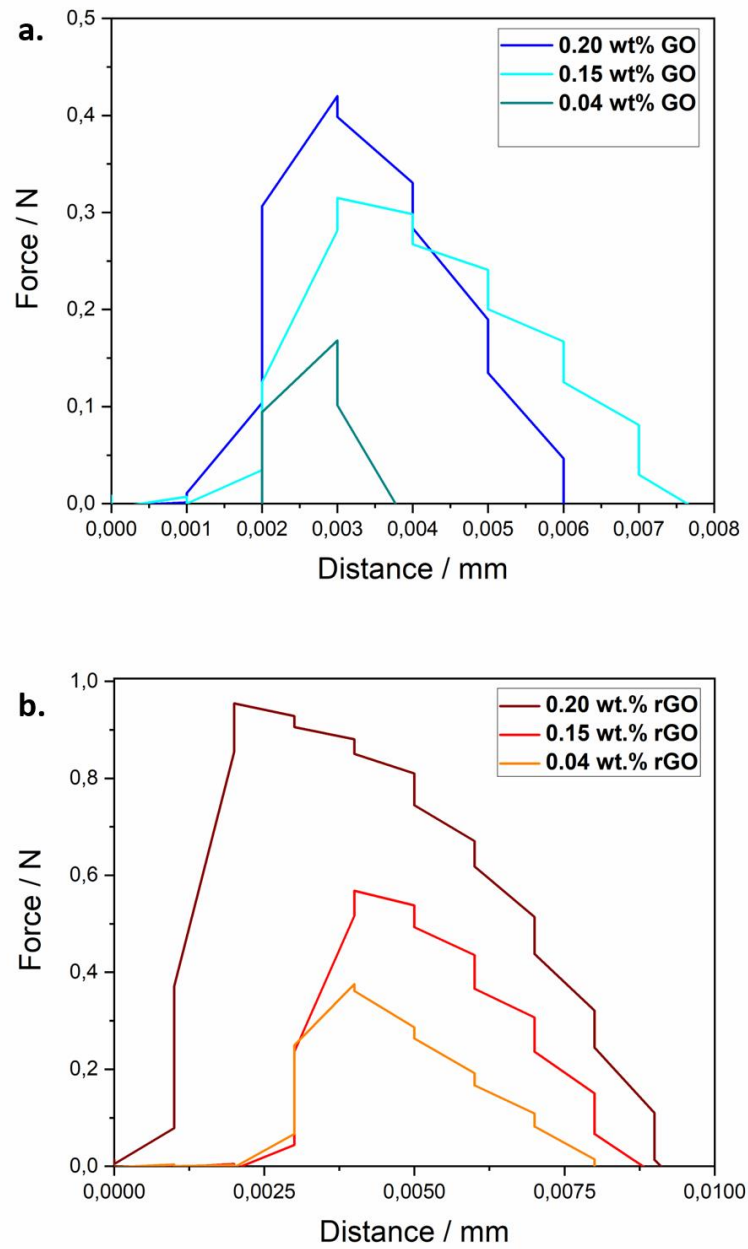 a.
0,5
0,4
0,3
0,2
0,1
0,0
Force / N
0.20 wt% GO
0.15 wt% GO
0.04 wt% GO
0,000 0,001 0,002 0,003 0,004 0,005 0,006 0,007 0,008
Distance / mm
b.
1,0
0,8
0,6
0,4
0,2
0,0
Force / N
0.20 wt.% rGO
0.15 wt.% rGO
0.04 wt.% rGO
0,0000 0,0025 0,0050 0,0075 0,0100
Distance / mm